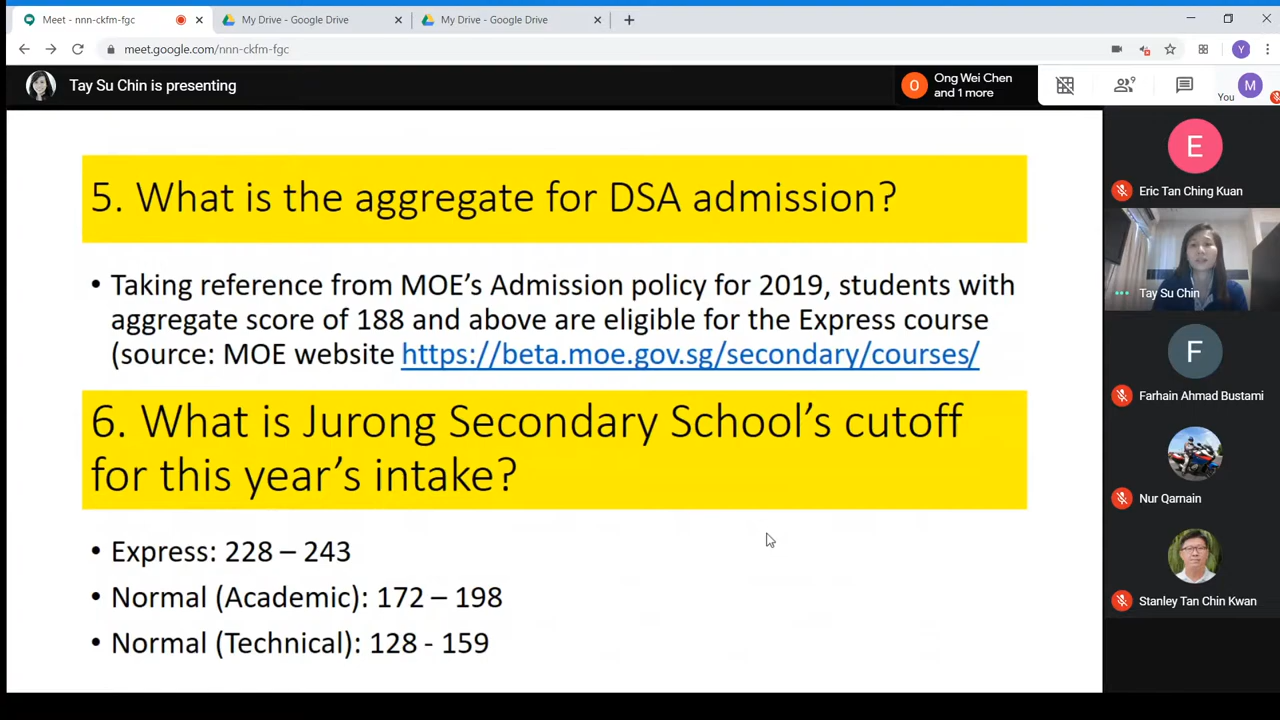 Meet - nnn-ckfm-fgc
My Drive - Google Drive
My Drive - Google Drive
meet.google.com/nnn-ckfm-fgc
Y
Tay Su Chin is presenting
O
Ong Wei Chen
and 1 more
9
You
M
5. What is the aggregate for DSA admission?
• Taking reference from MOE’s Admission policy for 2019, students with
aggregate score of 188 and above are eligible for the Express course
(source: MOE website https://beta.moe.gov.sg/secondary/courses/
6. What is Jurong Secondary School’s cutoff
for this year’s intake?
• Express: 228 – 243
• Normal (Academic): 172 – 198
• Normal (Technical): 128 - 159
E
Eric Tan Ching Kuan
Tay Su Chin
F
Farhain Ahmad Bustami
Nur Qarnain
Stanley Tan Chin Kwan